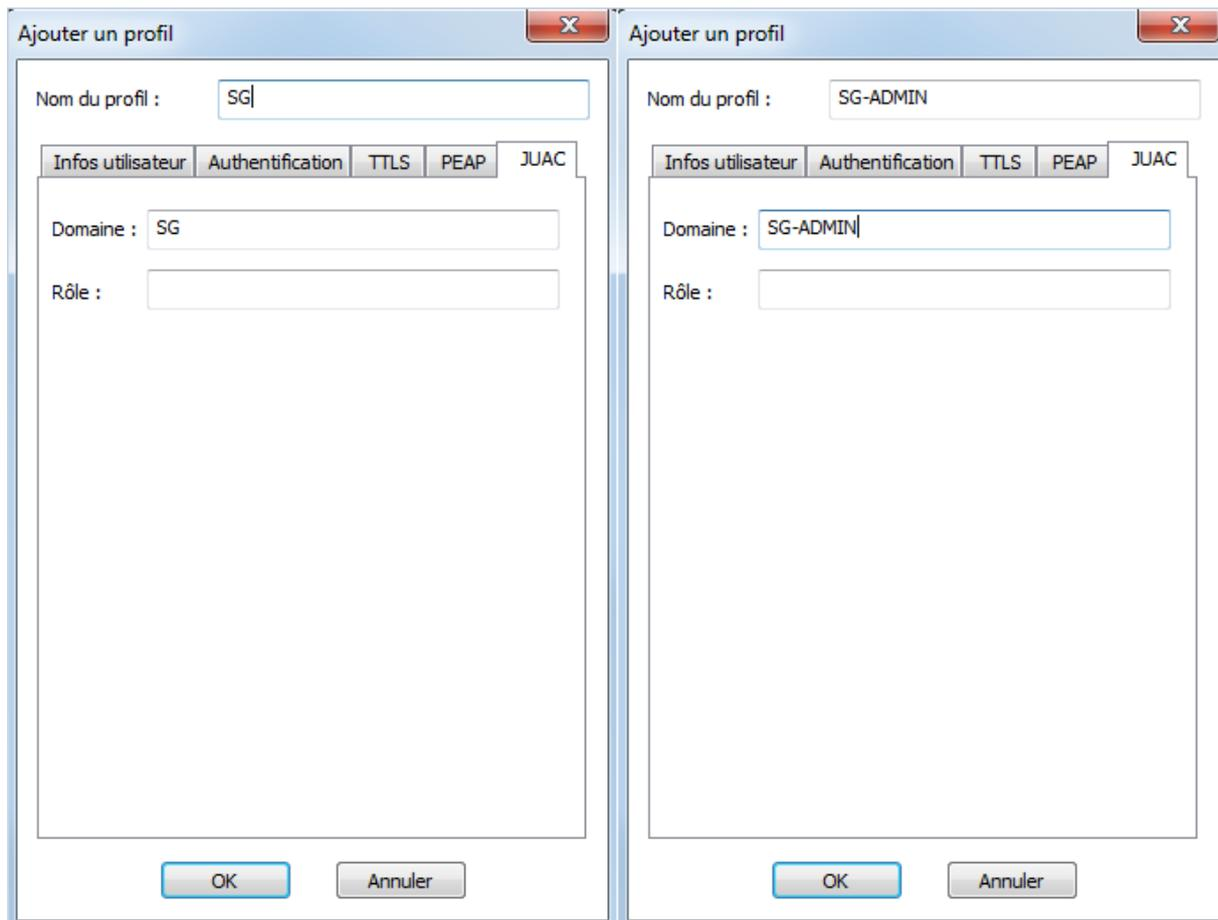 Ajouter un profil
Nom du profil : SG
Infos utilisateur Authentification TTLS PEAP JUAC
Domaine : SG
Rôle :
OK Annuler
Ajouter un profil
Nom du profil : SG-ADMIN
Infos utilisateur Authentification TTLS PEAP JUAC
Domaine : SG-ADMIN
Rôle :
OK Annuler